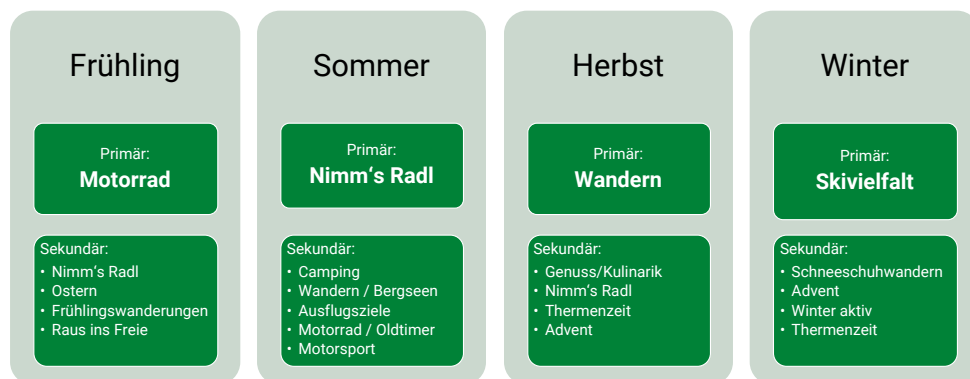 Frühling
Primär:
Motorrad
Sekundär:
• Nimm‘s Radl
• Ostern
• Frühlingswanderungen
• Raus ins Freie
Sommer
Primär:
Nimm‘s Radl
Sekundär:
• Camping
• Wandern / Bergseen
• Ausflugsziele
• Motorrad / Oldtimer
• Motorsport
Herbst
Primär:
Wandern
Sekundär:
• Genuss/Kulinarik
• Nimm‘s Radl
• Thermenzeit
• Advent
Winter
Primär:
Skivielfalt
Sekundär:
• Schneeschuhwandern
• Advent
• Winter aktiv
• Thermenzeit